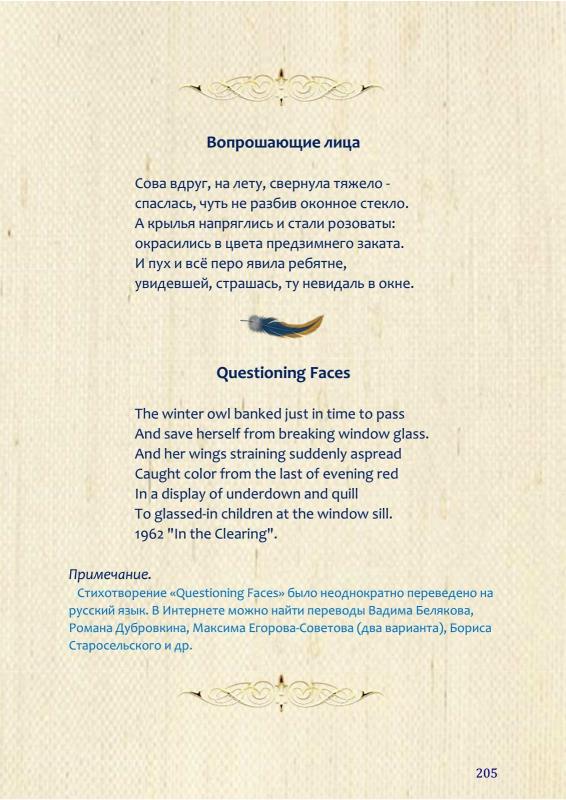 Вопрошающие лица
Сова вдруг, на лету, свернула тяжело -
спаслась, чуть не разбив оконное стекло.
А крылья напряглись и стали розоваты:
окрасились в цвета предзимнего заката.
И пух и всё перо явила ребятне,
увидевшей, страшась, ту невидаль в окне.
Questioning Faces
The winter owl banked just in time to pass
And save herself from breaking window glass.
And her wings straining suddenly aspread
Caught color from the last of evening red
In a display of underdown and quill
To glassed-in children at the window sill.
1962 "In the Clearing".
Примечание.
Стихотворение «Questioning Faces» было неоднократно переведено на
русский язык. В Интернете можно найти переводы Вадима Белякова,
Романа Дубровкина, Максима Егорова-Советова (два варианта), Бориса
Старосельского и др.
205